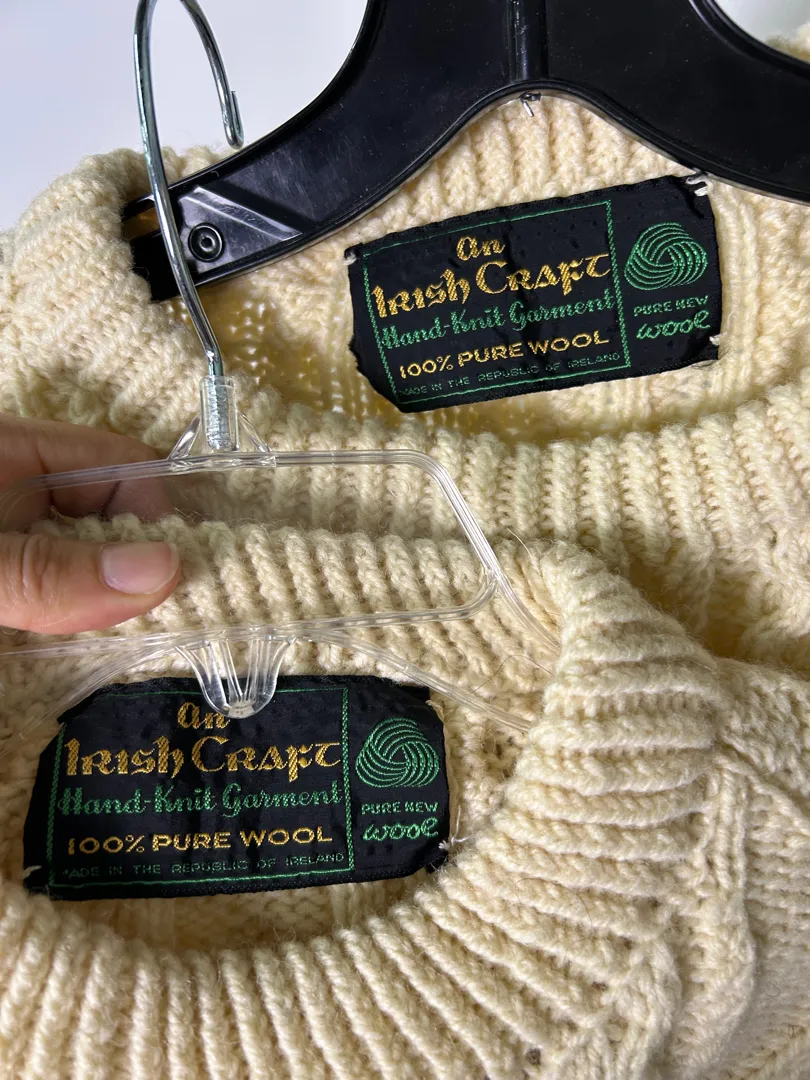 An
Irish Craft
Hand-Knit Garment
100% PURE WOOL
MADE IN THE REPUBLIC OF IRELAND
PURE NEW
wool
An
Irish Craft
Hand-Knit Garment
100% PURE WOOL
MADE IN THE REPUBLIC OF IRELAND
PURE NEW
wool